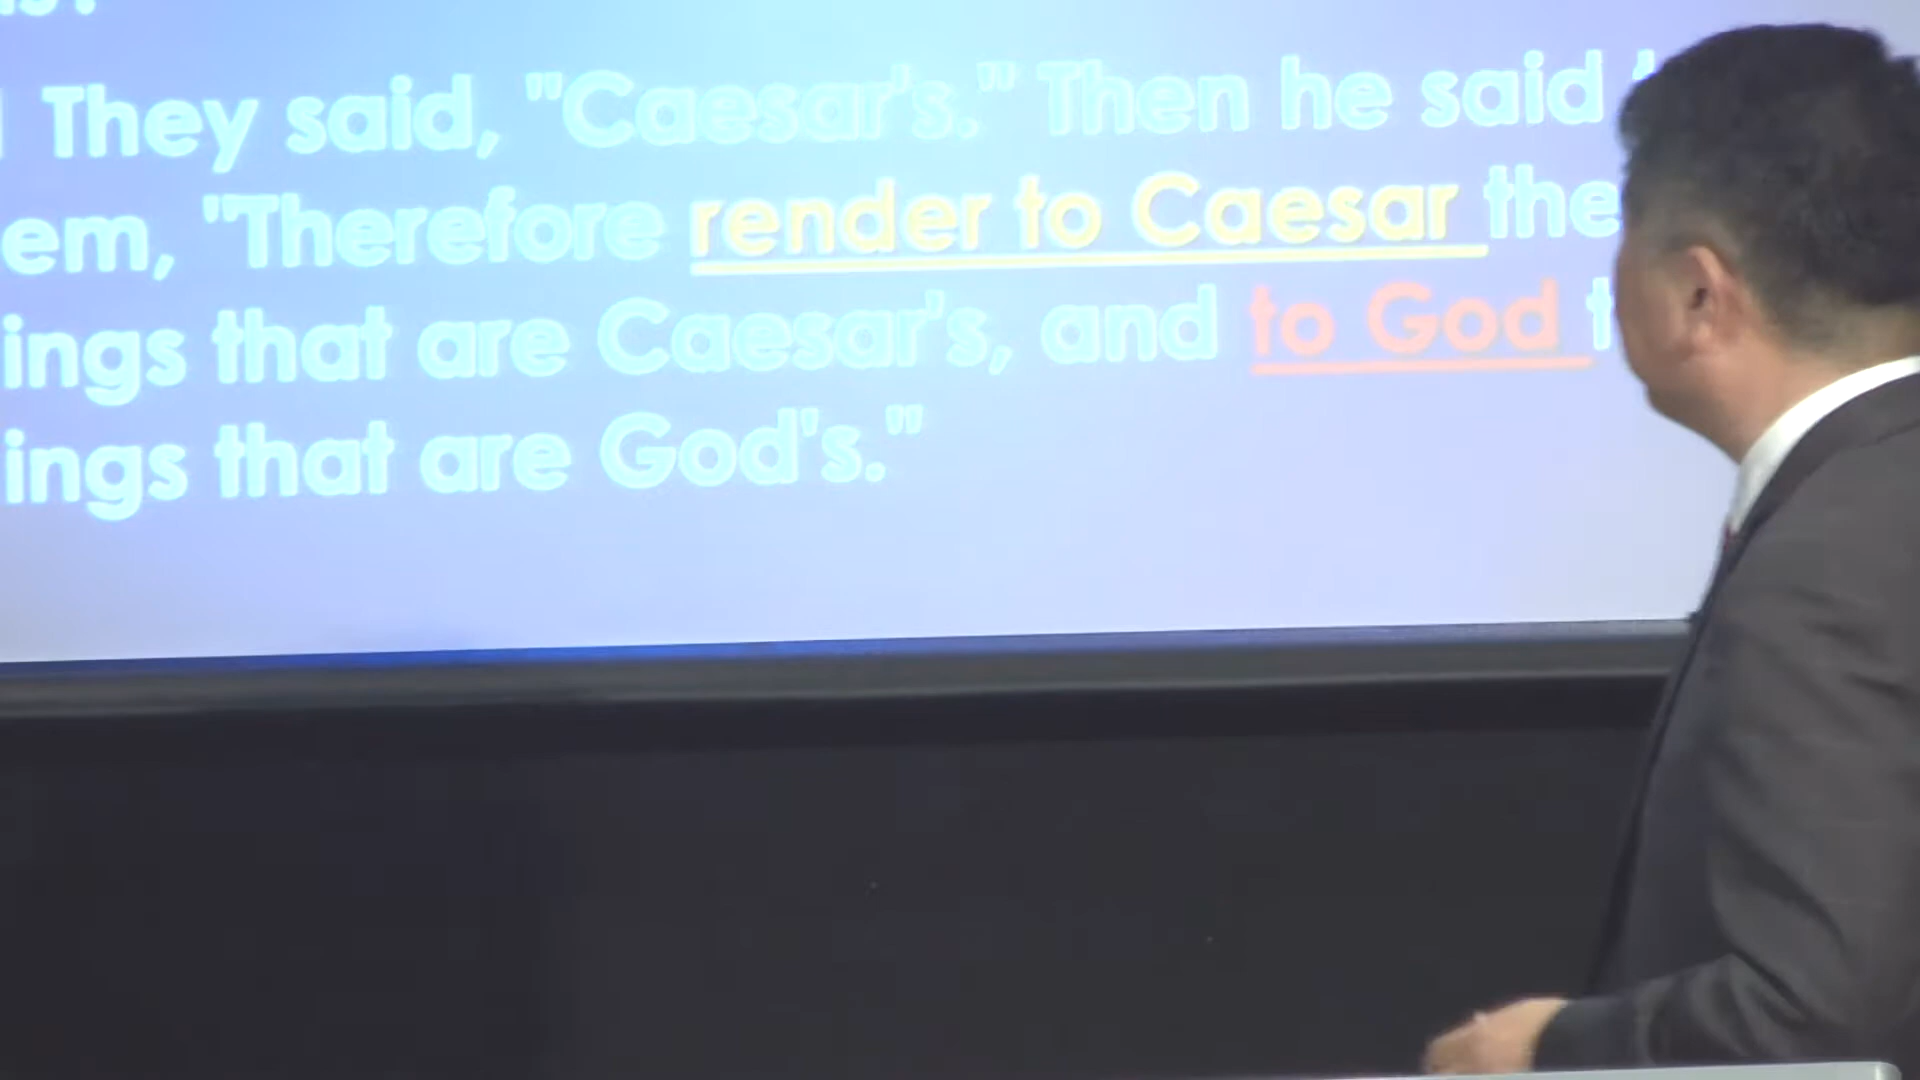 They said, "Caesar's." Then he said
em, "Therefore render to Caesar the
ings that are Caesar's, and to God t
ings that are God's."